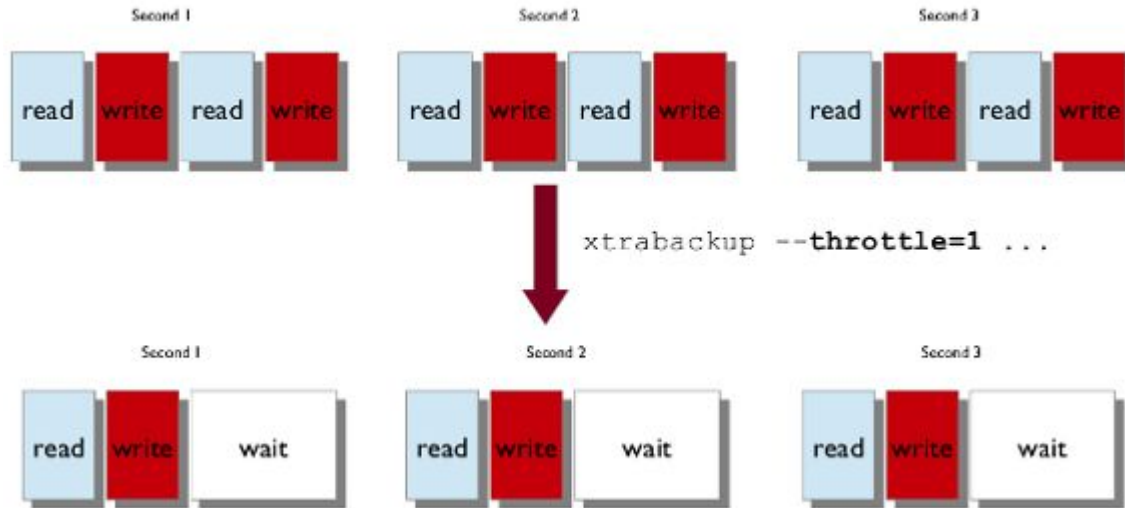 Second 1 Second 2 Second 3
read write read write read write read write read write read write
xtrabackup --throttle=1 ...
Second 1 Second 2 Second 3
read write wait read write wait read write wait